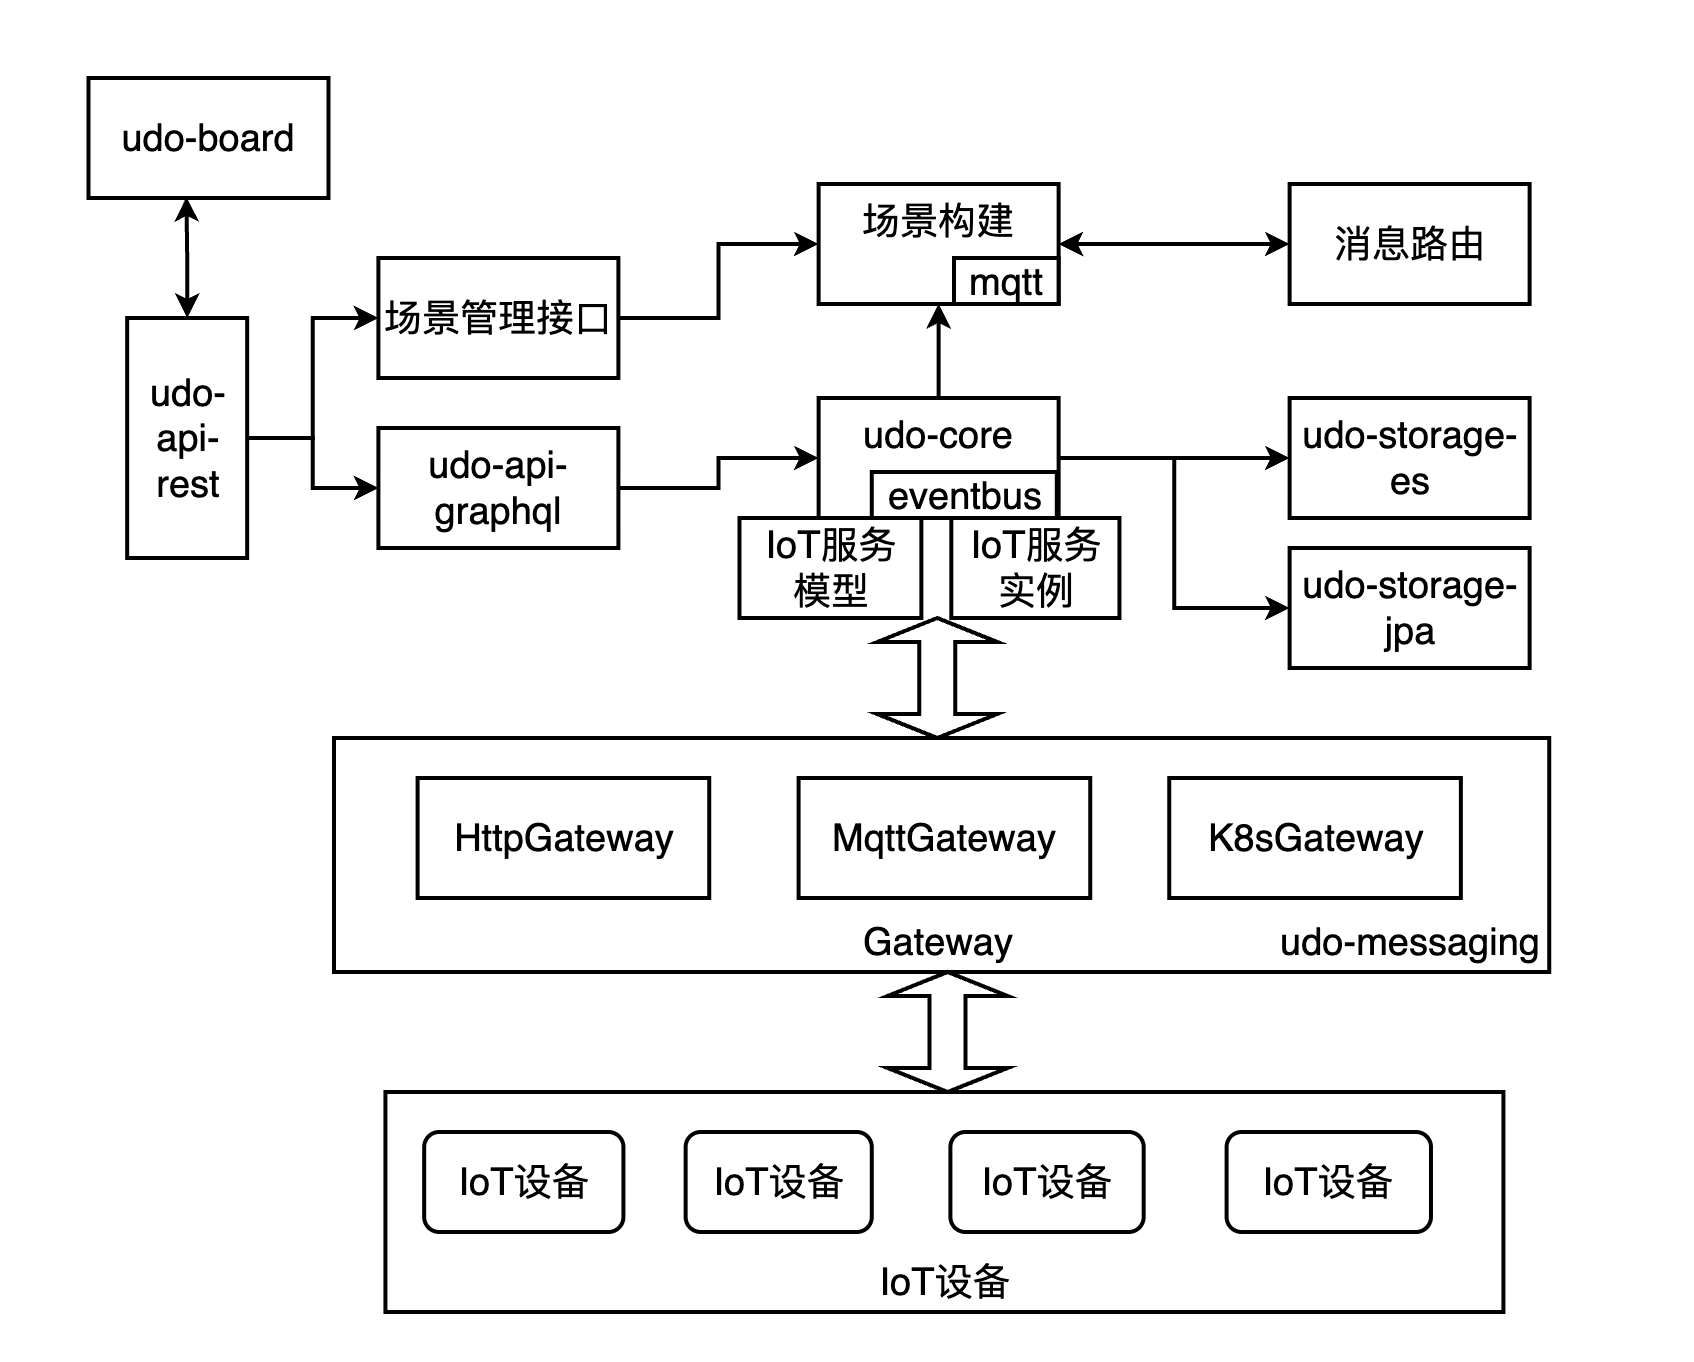 udo-board
udo-
api-
rest
场景管理接口
udo-api-
graphql
场景构建
mqtt
消息路由
udo-core
eventbus
IoT服务
模型
IoT服务
实例
udo-storage-
es
udo-storage-
jpa
HttpGateway
MqttGateway
K8sGateway
Gateway
udo-messaging
IoT设备
IoT设备
IoT设备
IoT设备
IoT设备